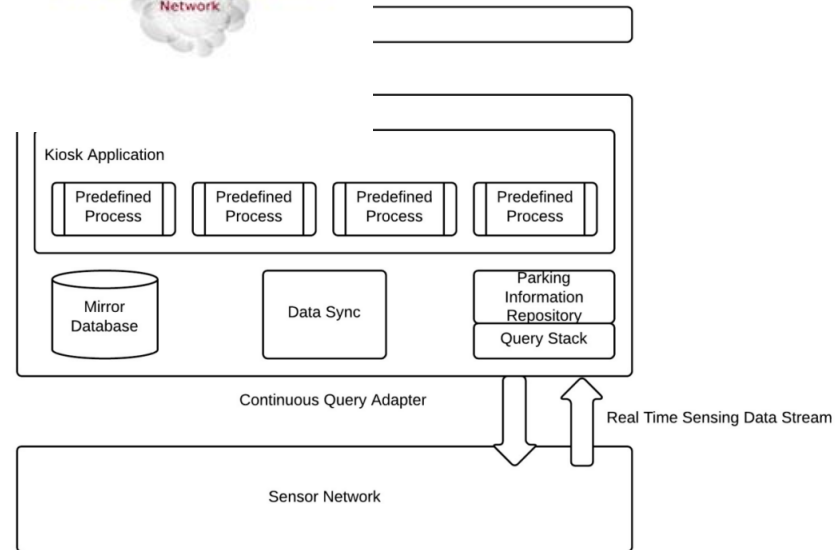 Network
Kiosk Application
Predefined
Process
Predefined
Process
Predefined
Process
Predefined
Process
Mirror
Database
Data Sync
Parking
Information
Repository
Query Stack
Continuous Query Adapter
Real Time Sensing Data Stream
Sensor Network